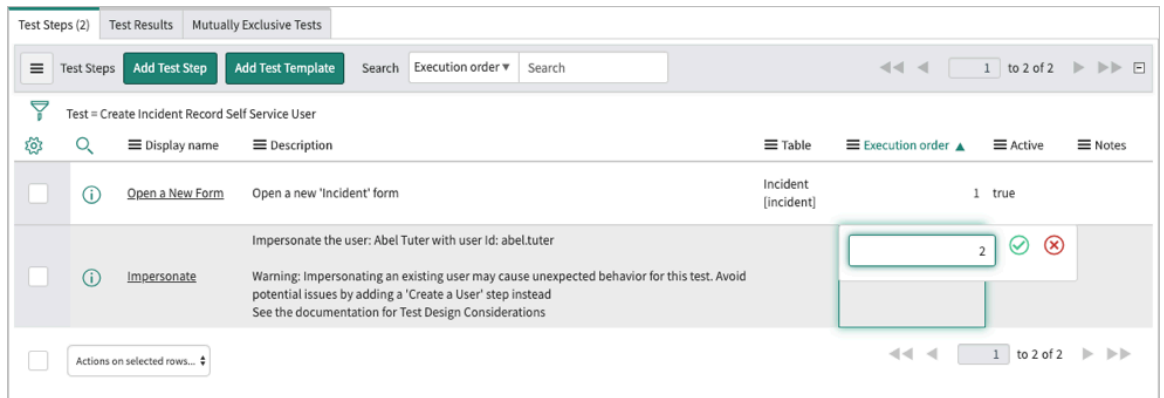 Test Steps (2) Test Results Mutually Exclusive Tests
Test Steps Add Test Step Add Test Template Search Execution order Search 1 to 2 of 2
Test = Create Incident Record Self Service User
Display name Description Table Execution order Active Notes
Open a New Form Open a new 'Incident' form Incident [incident] 1 true
Impersonate the user: Abel Tuter with user Id: abel.tuter
2
Impersonate Warning: Impersonating an existing user may cause unexpected behavior for this test. Avoid
potential issues by adding a 'Create a User' step instead
See the documentation for Test Design Considerations
Actions on selected rows... 1 to 2 of 2